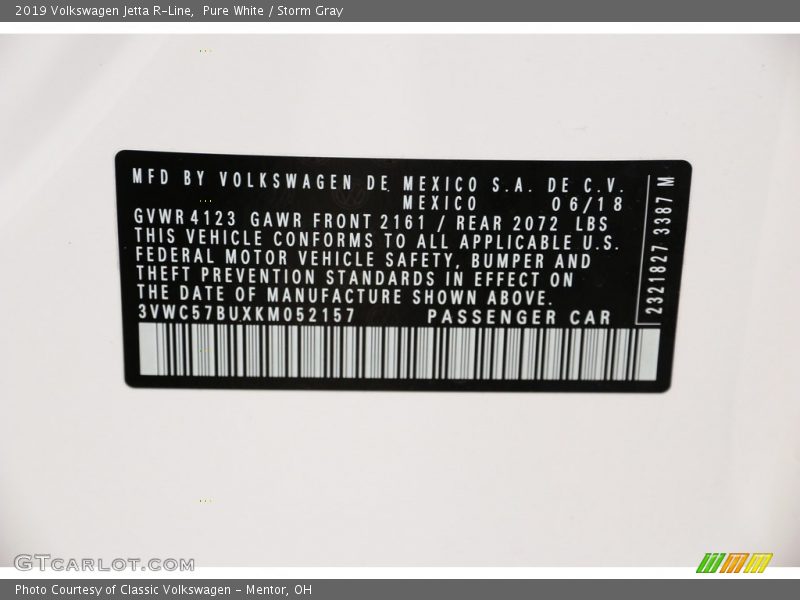 2019 Volkswagen Jetta R-Line, Pure White / Storm Gray
MFD BY VOLKSWAGEN DE MEXICO S.A. DE C.V.
MEXICO 06/18
GVWR 4123 GAWR FRONT 2161 / REAR 2072 LBS
THIS VEHICLE CONFORMS TO ALL APPLICABLE U.S.
FEDERAL MOTOR VEHICLE SAFETY, BUMPER AND
THEFT PREVENTION STANDARDS IN EFFECT ON
THE DATE OF MANUFACTURE SHOWN ABOVE.
3VWC57BUXKM052157 PASSENGER CAR
2321827 3387 M
GTCARLOT.COM
Photo Courtesy of Classic Volkswagen - Mentor, OH